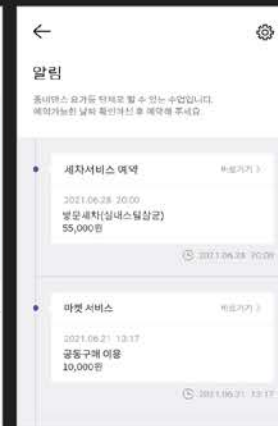 알림
줌바댄스 요가등 단체로 할 수 있는 수업입니다.
예약가능한 날짜 확인하신 후 예약해 주세요.
세차서비스 예약
바로가기 >
2021.06.28 20:00
방문세차(실내스팀살균)
55,000원
2021.06.28 20:00
마켓 서비스
바로가기 >
2021.06.21 13:17
공동구매 이용
10,000원
2021.06.21 13:17